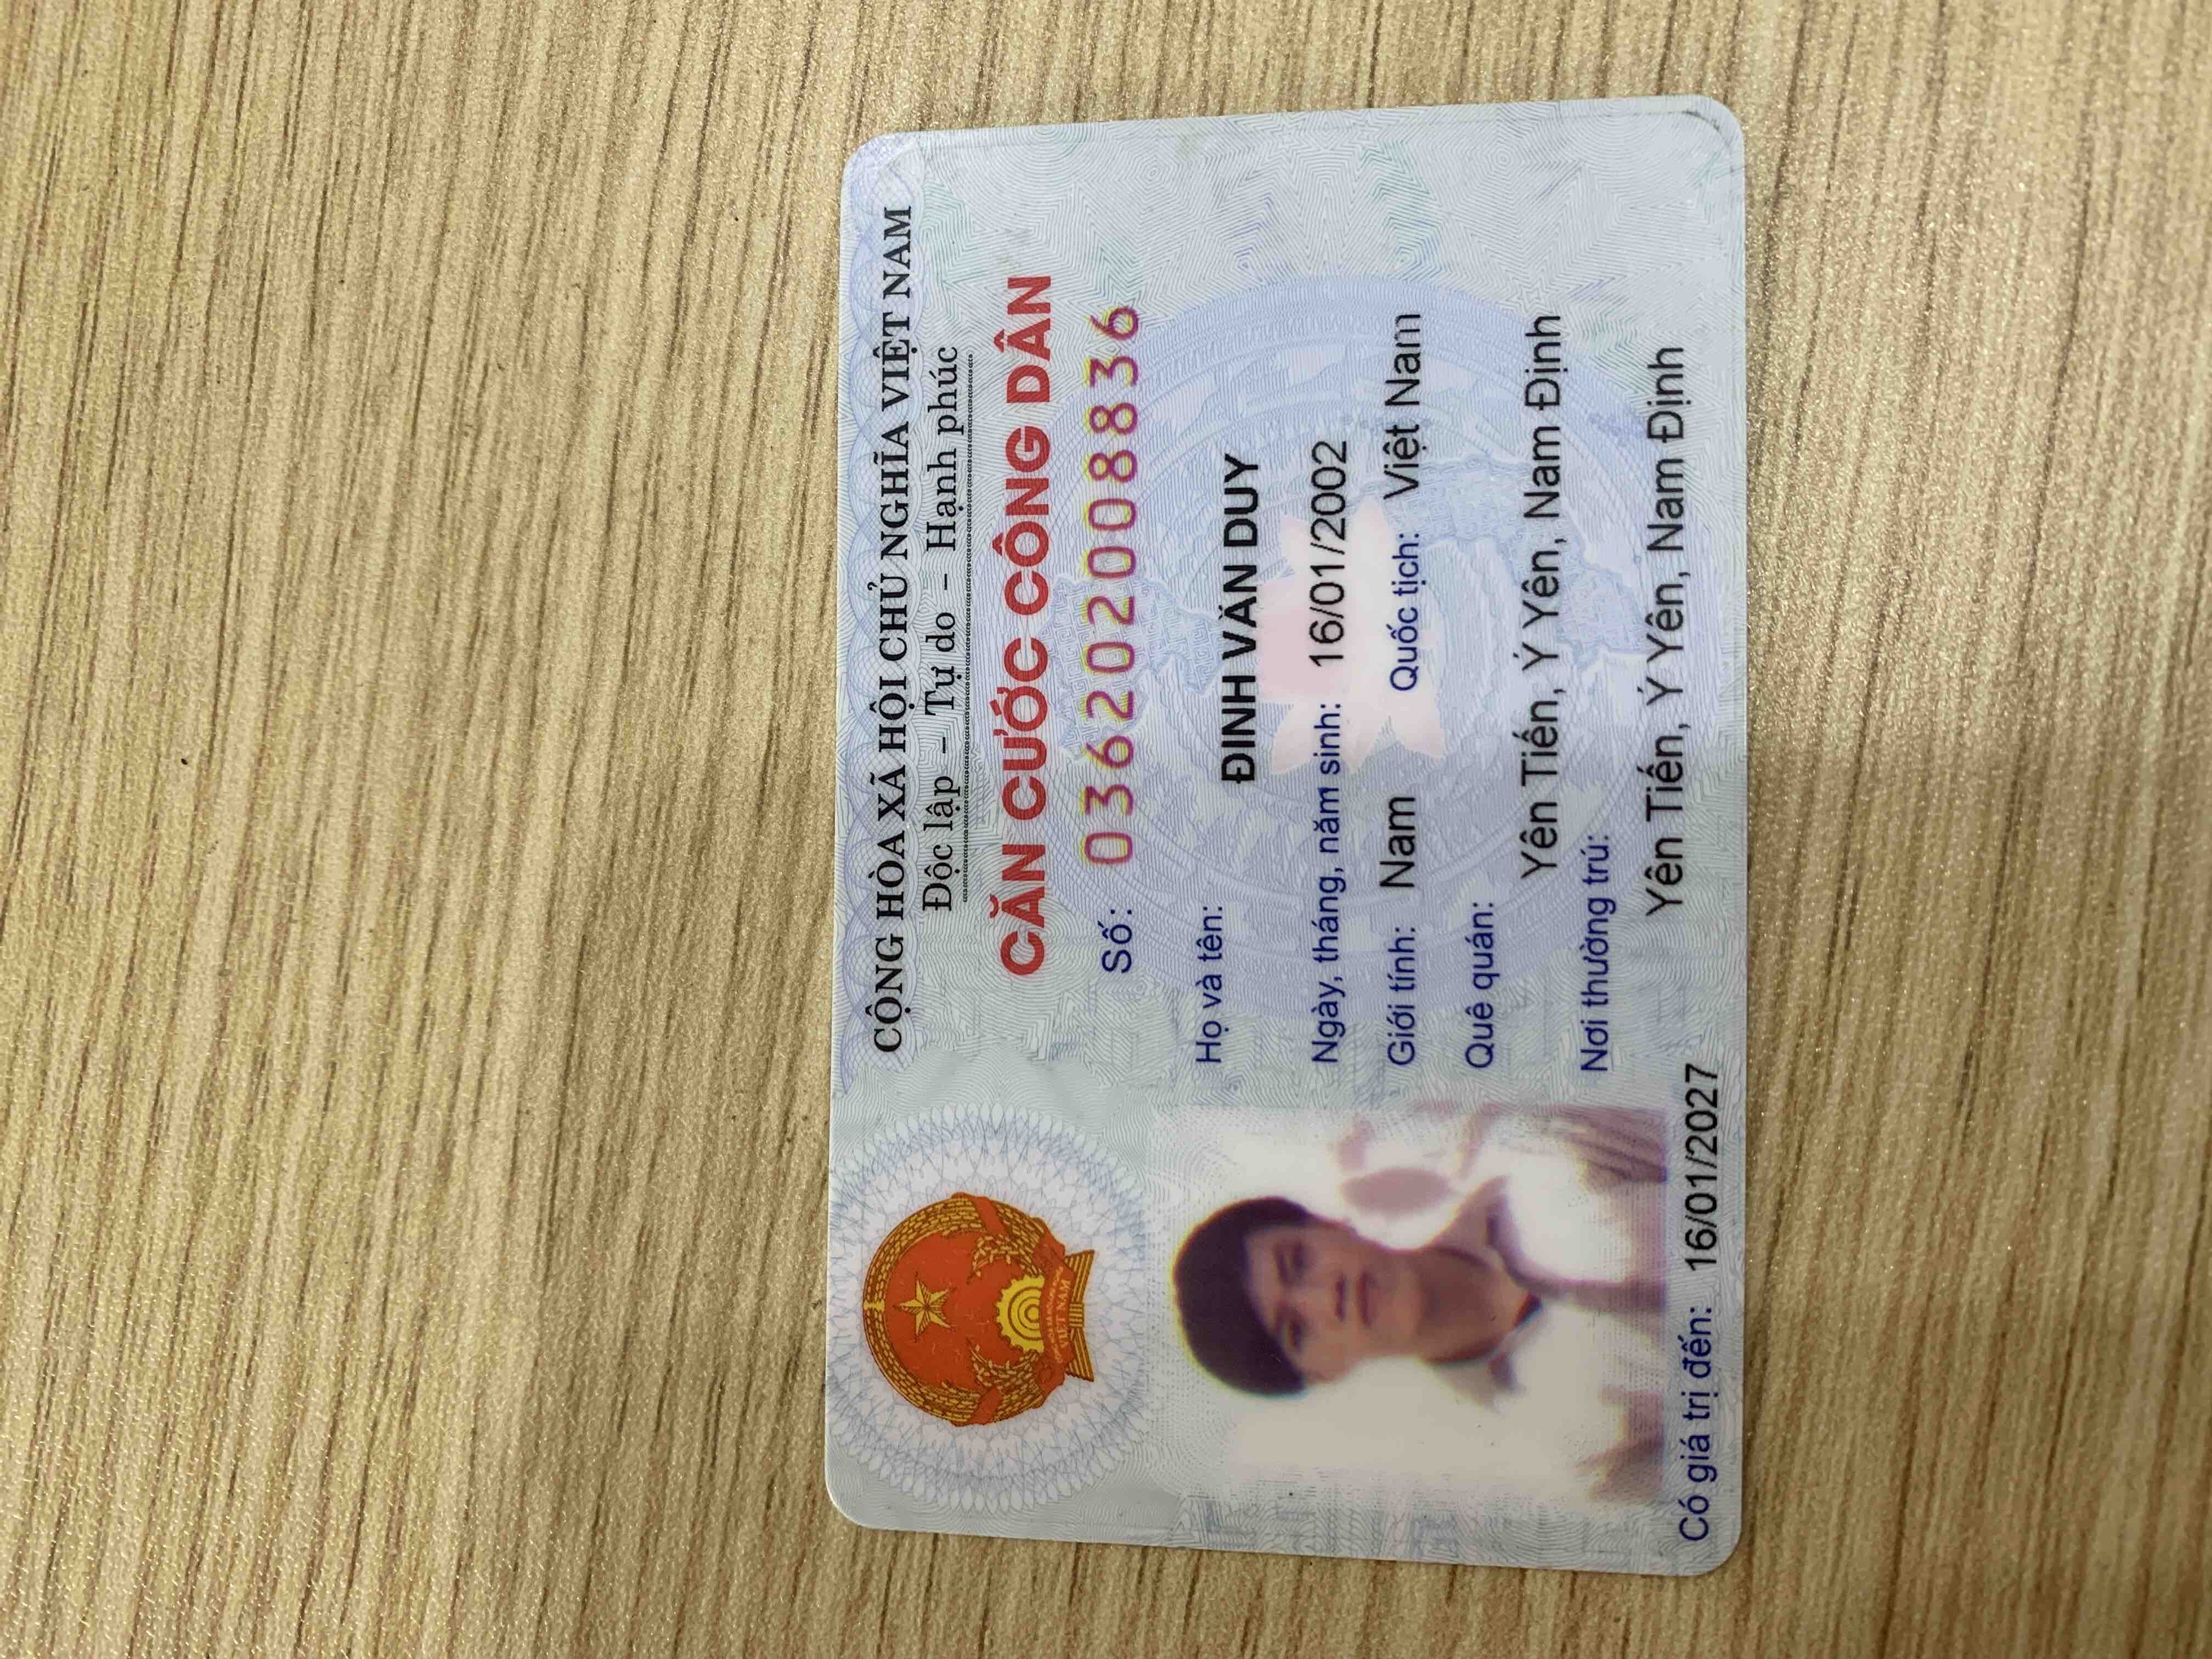 CỘNG HÒA XÃ HỘI CHỦ NGHĨA VIỆT NAM
Độc lập – Tự do – Hạnh phúc
CĂN CƯỚC CÔNG DÂN
Số: 036202008836
Họ và tên:
ĐINH VĂN DUY
Ngày, tháng, năm sinh: 16/01/2002
Giới tính: Nam Quốc tịch: Việt Nam
Quê quán:
Yên Tiến, Ý Yên, Nam Định
Nơi thường trú:
Yên Tiến, Ý Yên, Nam Định
Có giá trị đến: 16/01/2027
VIỆT NAM